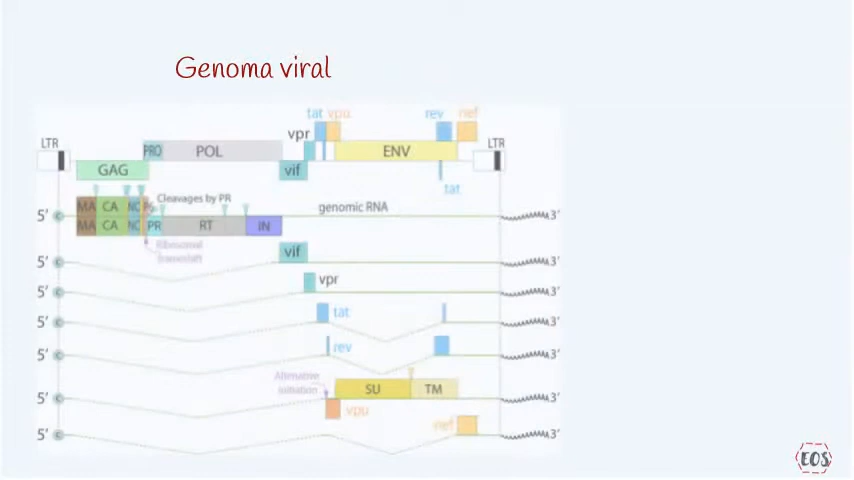 Genoma viral
tat vpu rev nef
vpr
LTR PRO POL ENV LTR
GAG vif
tat
Cleavages by PR
MA CA NC P6
5' genomic RNA 3'
MA CA NC PR RT IN
Ribosomal
frameshift
vif
5' C 3'
vpr
5' C 3'
tat
5' C 3'
rev
5' C 3'
Alternative
initiation
SU TM
5' C 3'
vpu
nef
5' C 3'
EOS